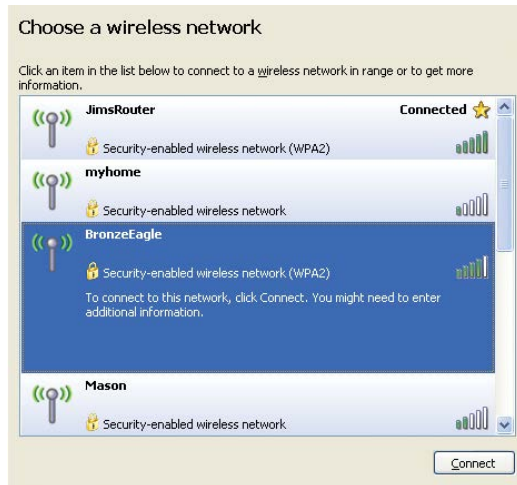 Choose a wireless network
Click an item in the list below to connect to a wireless network in range or to get more
information.
JimsRouter
Connected
Security-enabled wireless network (WPA2)
myhome
Security-enabled wireless network
BronzeEagle
Security-enabled wireless network (WPA2)
To connect to this network, click Connect. You might need to enter
additional information.
Mason
Security-enabled wireless network
Connect